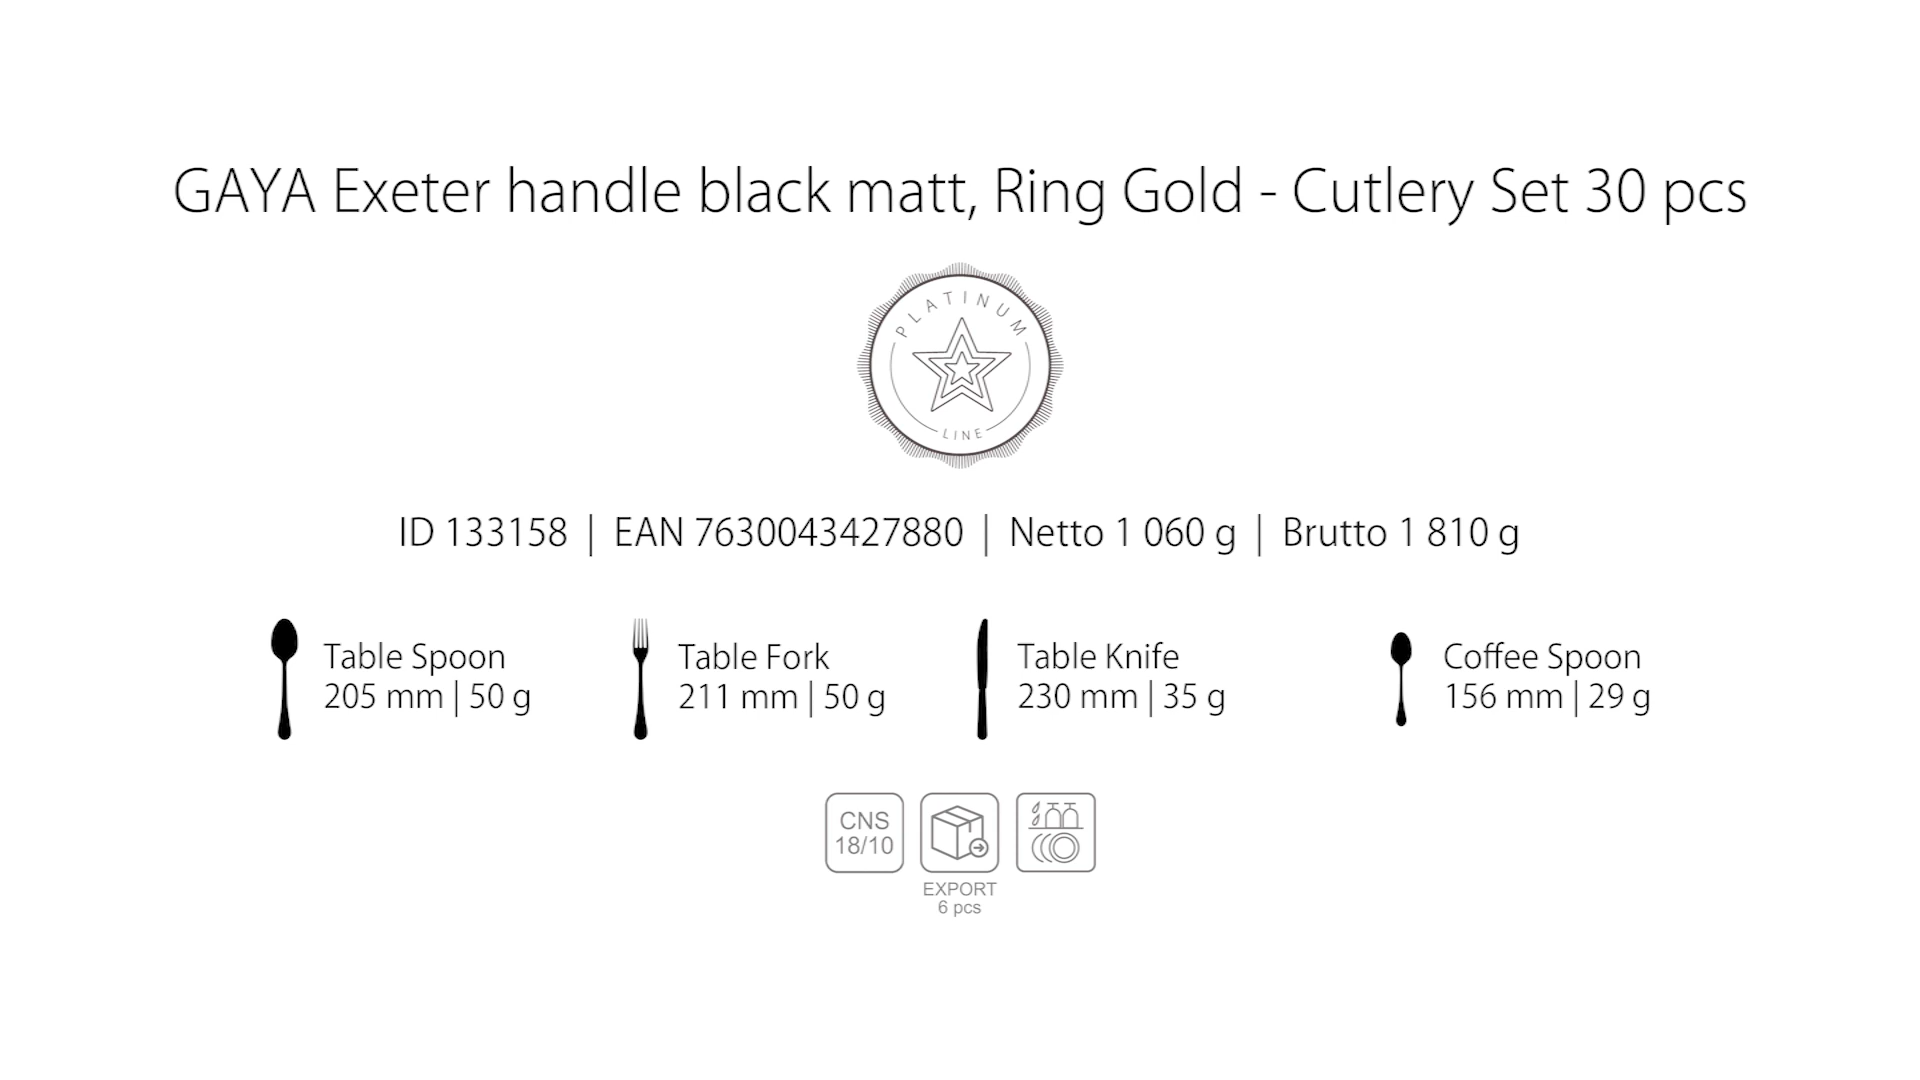 GAYA Exeter handle black matt, Ring Gold - Cutlery Set 30 pcs
PLATINUM
LINE
ID 133158 | EAN 7630043427880 | Netto 1 060 g | Brutto 1 810 g
Table Spoon
205 mm | 50 g
Table Fork
211 mm | 50 g
Table Knife
230 mm | 35 g
Coffee Spoon
156 mm | 29 g
CNS
18/10
EXPORT
6 pcs